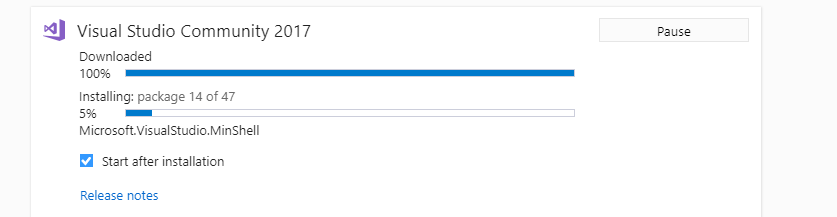 Visual Studio Community 2017
Pause
Downloaded
100%
Installing: package 14 of 47
5%
Microsoft.VisualStudio.MinShell
Start after installation
Release notes